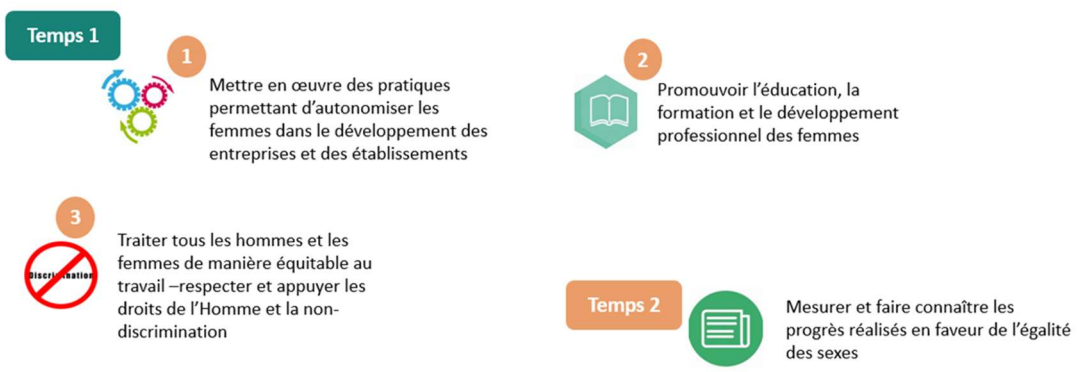 Temps 1
1
Mettre en œuvre des pratiques
permettant d’autonomiser les
femmes dans le développement des
entreprises et des établissements
2
Promouvoir l’éducation, la
formation et le développement
professionnel des femmes
3
Discrimination
Traiter tous les hommes et les
femmes de manière équitable au
travail –respecter et appuyer les
droits de l’Homme et la non-
discrimination
Temps 2
Mesurer et faire connaître les
progrès réalisés en faveur de l’égalité
des sexes